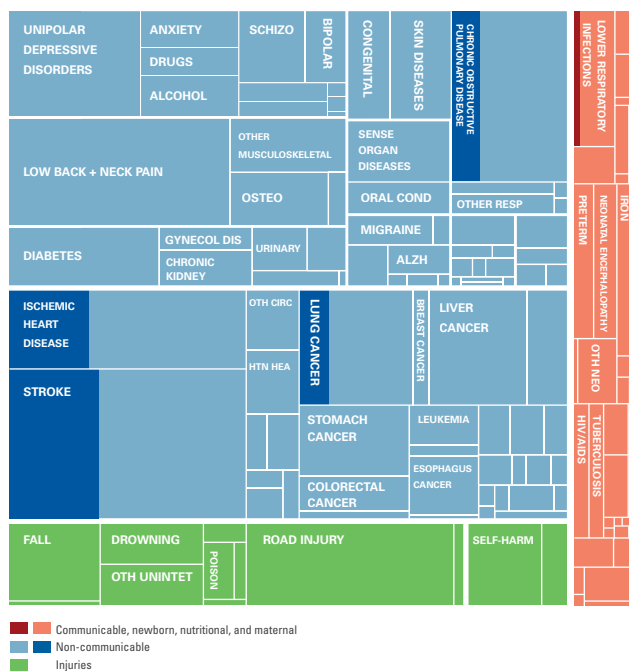 UNIPOLAR
DEPRESSIVE
DISORDERS
ANXIETY
DRUGS
ALCOHOL
SCHIZO
BIPOLAR
CONGENITAL
SKIN DISEASES
CHRONIC OBSTRUCTIVE
PULMONARY DISEASE
LOWER RESPIRATORY
INFECTIONS
LOW BACK + NECK PAIN
OTHER
MUSCULOSKELETAL
OSTEO
SENSE
ORGAN
DISEASES
ORAL COND
OTHER RESP
MIGRAINE
ALZH
DIABETES
GYNECOL DIS
CHRONIC
KIDNEY
URINARY
PRETERM
NEONATAL ENCEPHALOPATHY
IRON
OTH NEO
ISCHEMIC
HEART
DISEASE
STROKE
OTH CIRC
HTN HEA
LUNG CANCER
BREAST CANCER
LIVER
CANCER
STOMACH
CANCER
LEUKEMIA
COLORECTAL
CANCER
ESOPHAGUS
CANCER
HIV/AIDS
TUBERCULOSIS
FALL
DROWNING
OTH UNINTET
POISON
ROAD INJURY
SELF-HARM
Communicable, newborn, nutritional, and maternal
Non-communicable
Injuries